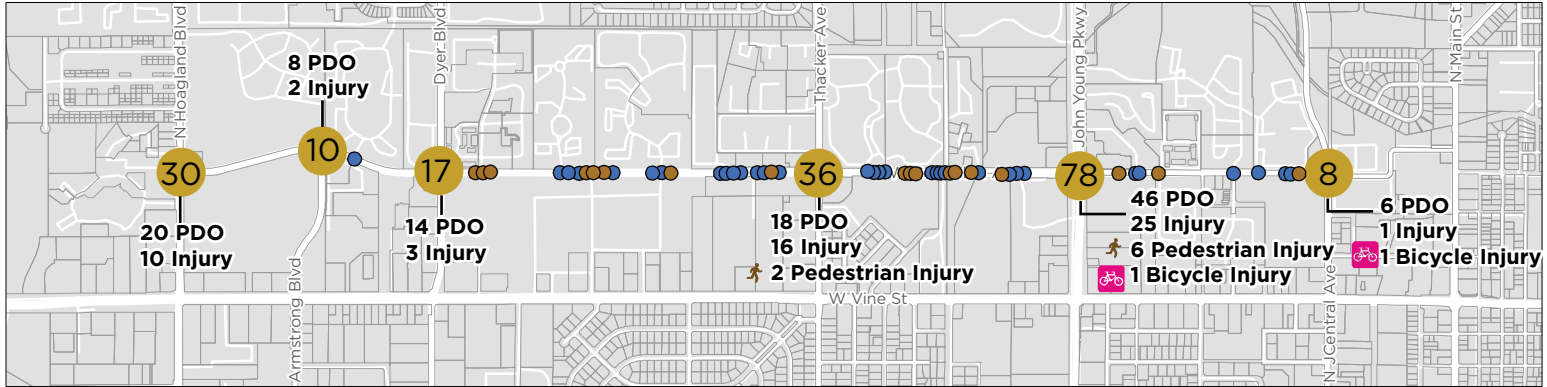 N Hoagland Blvd
Dyer Blvd
Thacker Ave
John Young Pkwy
N Main St
8 PDO
2 Injury
10
30
17
36
78
8
20 PDO
10 Injury
14 PDO
3 Injury
18 PDO
16 Injury
2 Pedestrian Injury
46 PDO
25 Injury
6 Pedestrian Injury
1 Bicycle Injury
6 PDO
1 Injury
1 Bicycle Injury
W Vine St
Armstrong Blvd
N JCentral Ave